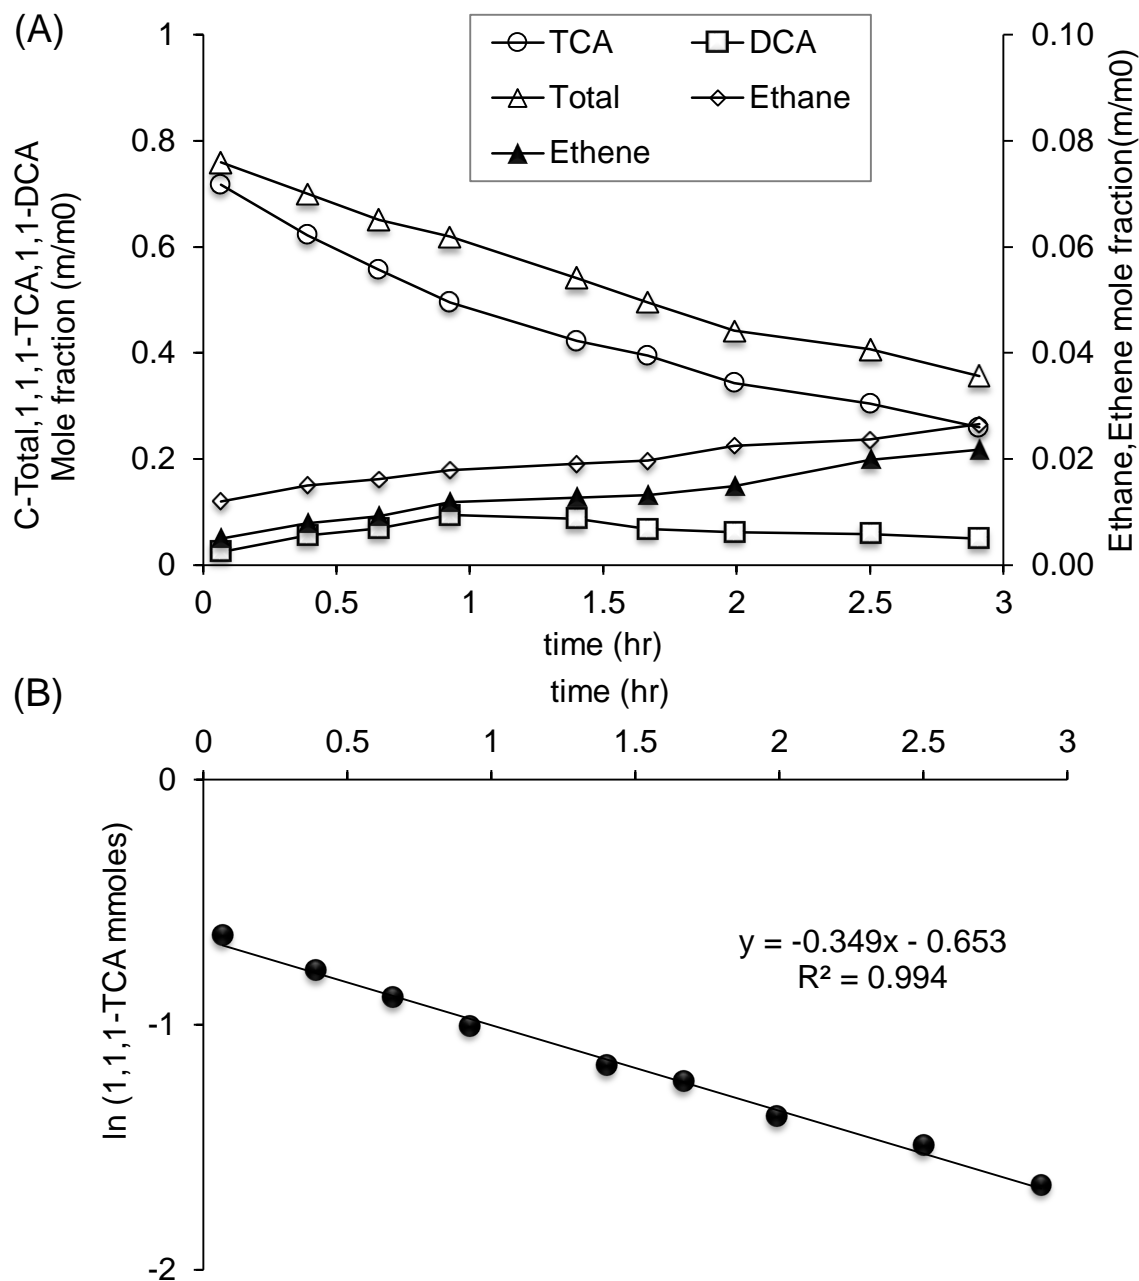 (A)
TCA
DCA
Total
Ethane
Ethene
C-Total,1,1,1-TCA,1,1-DCA
Mole fraction (m/m0)
1
0.8
0.6
0.4
0.2
0
0.10
0.08
0.06
0.04
0.02
0.00
Ethane,Ethene mole fraction(m/m0)
0 0.5 1 1.5 2 2.5 3
time (hr)
(B)
time (hr)
0 0.5 1 1.5 2 2.5 3
0
-1
-2
ln (1,1,1-TCA mmoles)
y = -0.349x - 0.653
R² = 0.994